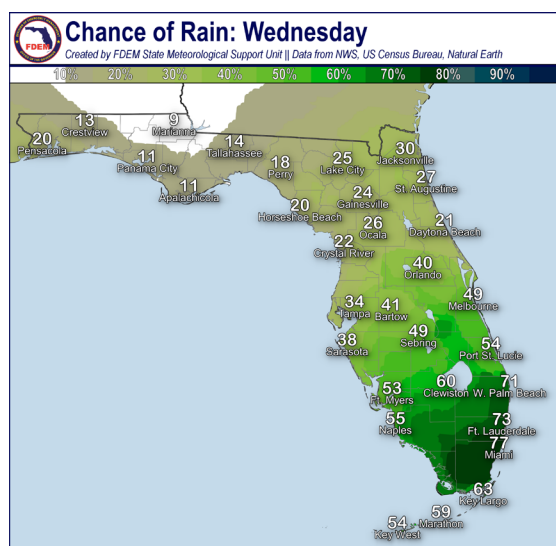 Chance of Rain: Wednesday
Created by FDEM State Meteorological Support Unit || Data from NWS, US Census Bureau, Natural Earth
FDEM
10% 20% 30% 40% 50% 60% 70% 80% 90%
13
Crestview
9
Marianna
20
Pensacola
14
Tallahassee
11
Panama City
11
Apalachicola
18
Perry
25
Lake City
30
Jacksonville
27
St. Augustine
24
Gainesville
20
Horseshoe Beach
26
Ocala
21
Daytona Beach
22
Crystal River
40
Orlando
49
Melbourne
34
Tampa
41
Bartow
49
Sebring
38
Sarasota
54
Port St. Lucie
53
Ft. Myers
60
Clewiston
71
W. Palm Beach
55
Naples
73
Ft. Lauderdale
77
Miami
63
Key Largo
59
Marathon
54
Key West